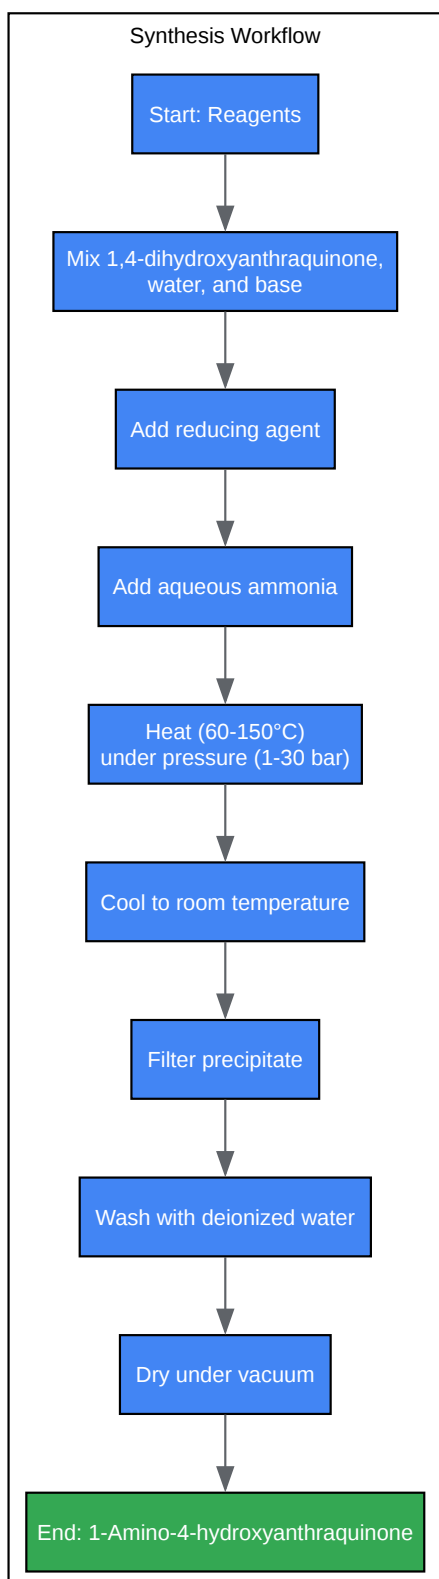 Synthesis Workflow
Start: Reagents
Mix 1,4-dihydroxyanthraquinone,
water, and base
Add reducing agent
Add aqueous ammonia
Heat (60-150°C)
under pressure (1-30 bar)
Cool to room temperature
Filter precipitate
Wash with deionized water
Dry under vacuum
End: 1-Amino-4-hydroxyanthraquinone